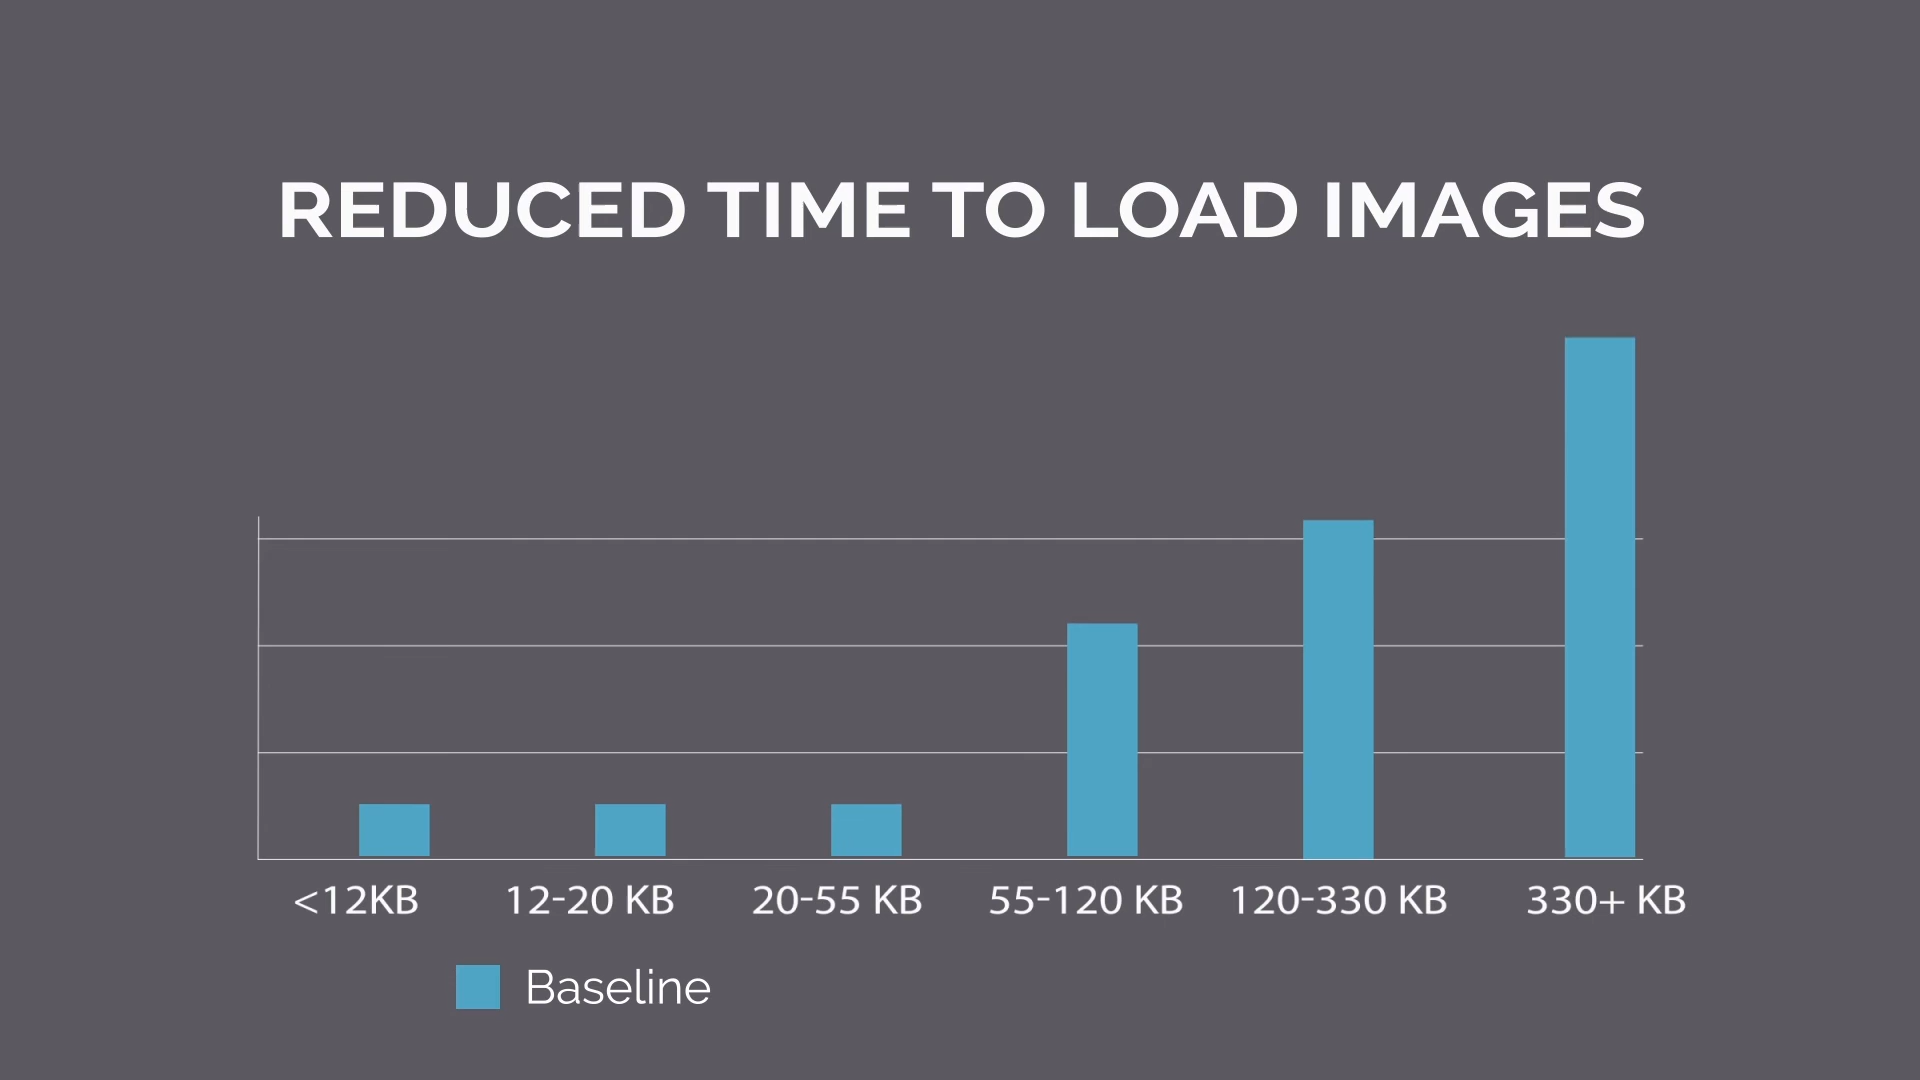 REDUCED TIME TO LOAD IMAGES
<12KB 12-20 KB 20-55 KB 55-120 KB 120-330 KB 330+ KB
Baseline